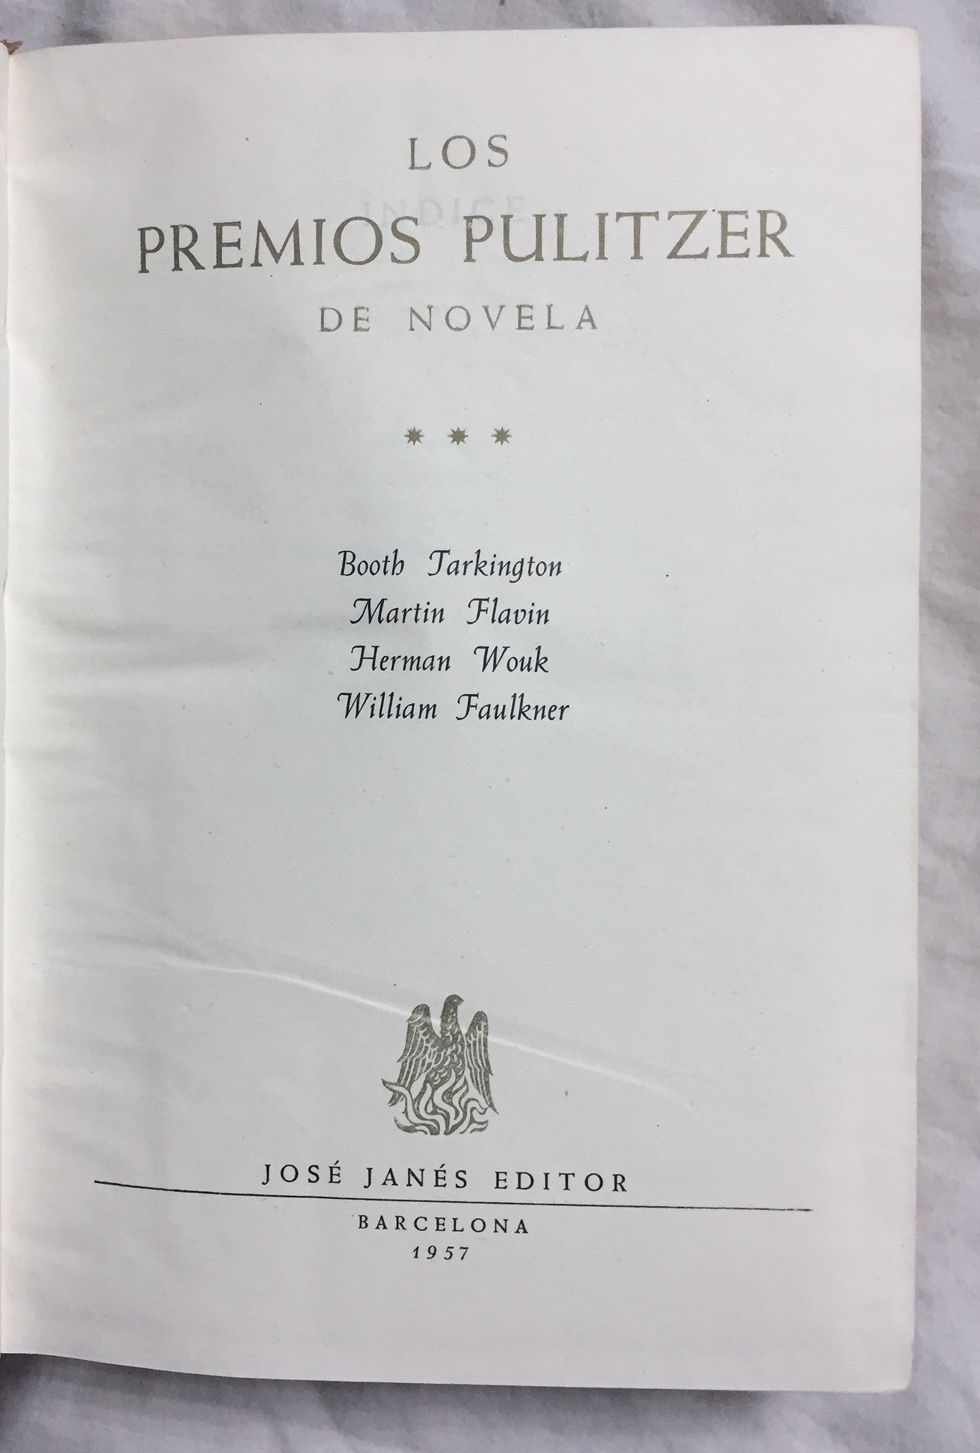 LOS
PREMIOS PULITZER
DE NOVELA
* * *
Booth Tarkington
Martin Flavin
Herman Wouk
William Faulkner
JOSÉ JANÉS EDITOR
BARCELONA
1957